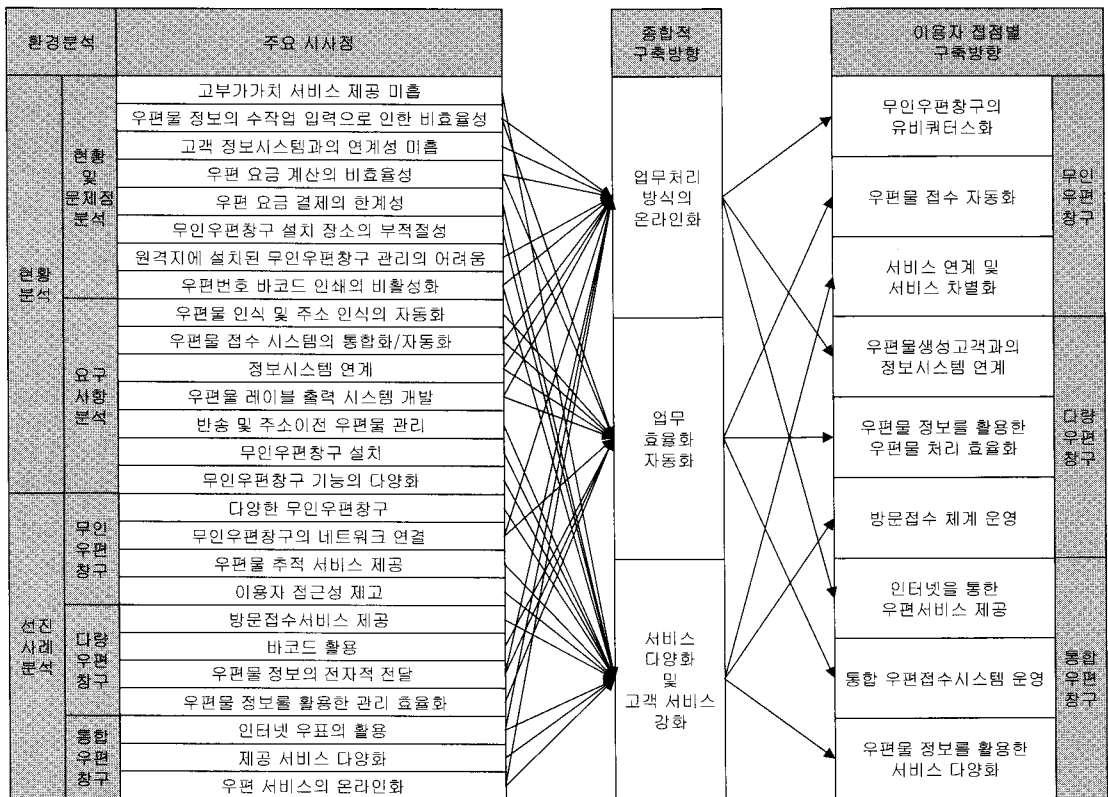 환경분석
주요 시사점
종합적
구축방향
이용자 접점별
구축방향
현황
분석
현황
및
문제점
분석
고부가가치 서비스 제공 미흡
우편물 정보의 수작업 입력으로 인한 비효율성
고객 정보시스템과의 연계성 미흡
우편 요금 계산의 비효율성
우편 요금 결제의 한계성
무인우편창구 설치 장소의 부적절성
원격지에 설치된 무인우편창구 관리의 어려움
우편번호 바코드 인쇄의 비활성화
요구
사항
분석
우편물 인식 및 주소 인식의 자동화
우편물 접수 시스템의 통합화/자동화
정보시스템 연계
우편물 레이블 출력 시스템 개발
반송 및 주소이전 우편물 관리
무인우편창구 설치
무인우편창구 기능의 다양화
선진
사례
분석
무인
우편
창구
다양한 무인우편창구
무인우편창구의 네트워크 연결
우편물 추적 서비스 제공
이용자 접근성 제고
다량
우편
창구
방문접수서비스 제공
바코드 활용
우편물 정보의 전자적 전달
우편물 정보를 활용한 관리 효율화
통합
우편
창구
인터넷 우표의 활용
제공 서비스 다양화
우편 서비스의 온라인화
업무처리
방식의
온라인화
업무
효율화
자동화
서비스
다양화
및
고객 서비스
강화
무인우편창구의
유비쿼터스화
우편물 접수 자동화
서비스 연계 및
서비스 차별화
무인
우편
창구
우편물생성고객과의
정보시스템 연계
우편물 정보를 활용한
우편물 처리 효율화
방문접수 체계 운영
다량
우편
창구
인터넷을 통한
우편서비스 제공
통합 우편접수시스템 운영
우편물 정보를 활용한
서비스 다양화
통합
우편
창구